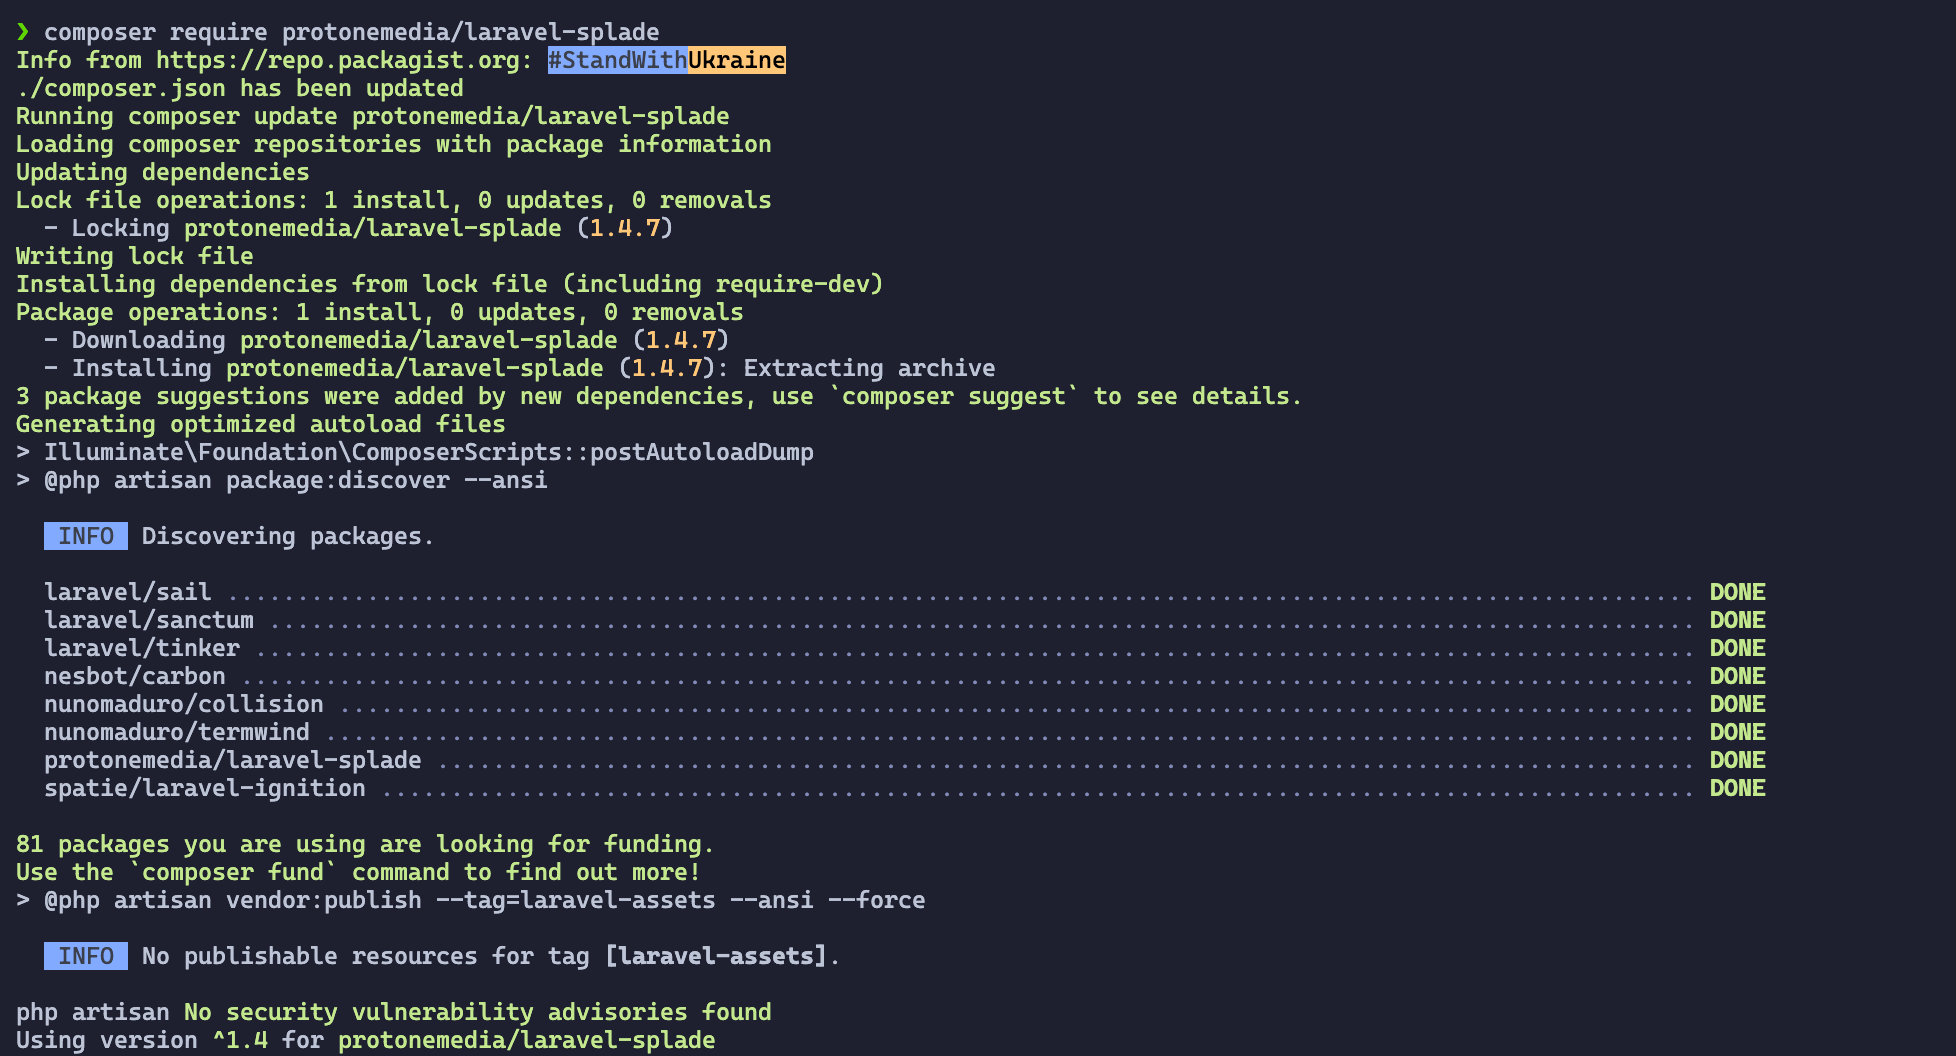 ❯ composer require protonemedia/laravel-splade
Info from https://repo.packagist.org: #StandWithUkraine
./composer.json has been updated
Running composer update protonemedia/laravel-splade
Loading composer repositories with package information
Updating dependencies
Lock file operations: 1 install, 0 updates, 0 removals
  - Locking protonemedia/laravel-splade (1.4.7)
Writing lock file
Installing dependencies from lock file (including require-dev)
Package operations: 1 install, 0 updates, 0 removals
  - Downloading protonemedia/laravel-splade (1.4.7)
  - Installing protonemedia/laravel-splade (1.4.7): Extracting archive
3 package suggestions were added by new dependencies, use `composer suggest` to see details.
Generating optimized autoload files
> Illuminate\Foundation\ComposerScripts::postAutoloadDump
> @php artisan package:discover --ansi
INFO Discovering packages.
laravel/sail ......................................................................................................... DONE
laravel/sanctum ...................................................................................................... DONE
laravel/tinker ....................................................................................................... DONE
nesbot/carbon ........................................................................................................ DONE
nunomaduro/collision ................................................................................................. DONE
nunomaduro/termwind .................................................................................................. DONE
protonemedia/laravel-splade .......................................................................................... DONE
spatie/laravel-ignition .............................................................................................. DONE
81 packages you are using are looking for funding.
Use the `composer fund` command to find out more!
> @php artisan vendor:publish --tag=laravel-assets --ansi --force
INFO No publishable resources for tag [laravel-assets].
php artisan No security vulnerability advisories found
Using version ^1.4 for protonemedia/laravel-splade